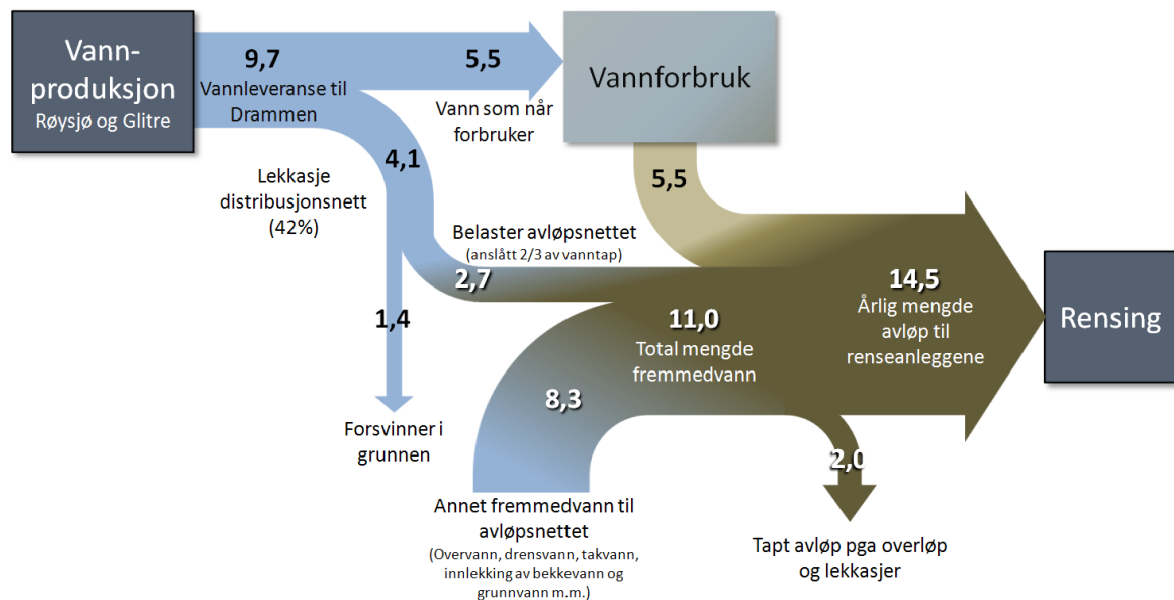 Vann-
produksjon
Røysjø og Glitre
9,7
Vannleveranse til
Drammen
5,5
Vann som når
forbruker
Vannforbruk
4,1
Lekkasje
distribusjonsnett
(42%)
5,5
Belaster avløpsnettet
(anslått 2/3 av vanntap)
2,7
1,4
Forsvinner i
grunnen
11,0
Total mengde
fremmedvann
14,5
Årlig mengde
avløp til
renseanleggene
Rensing
8,3
Annet fremmedvann til
avløpsnettet
(Overvann, drensvann, takvann,
innlekking av bekkevann og
grunnvann m.m.)
2,0
Tapt avløp pga overløp
og lekkasjer